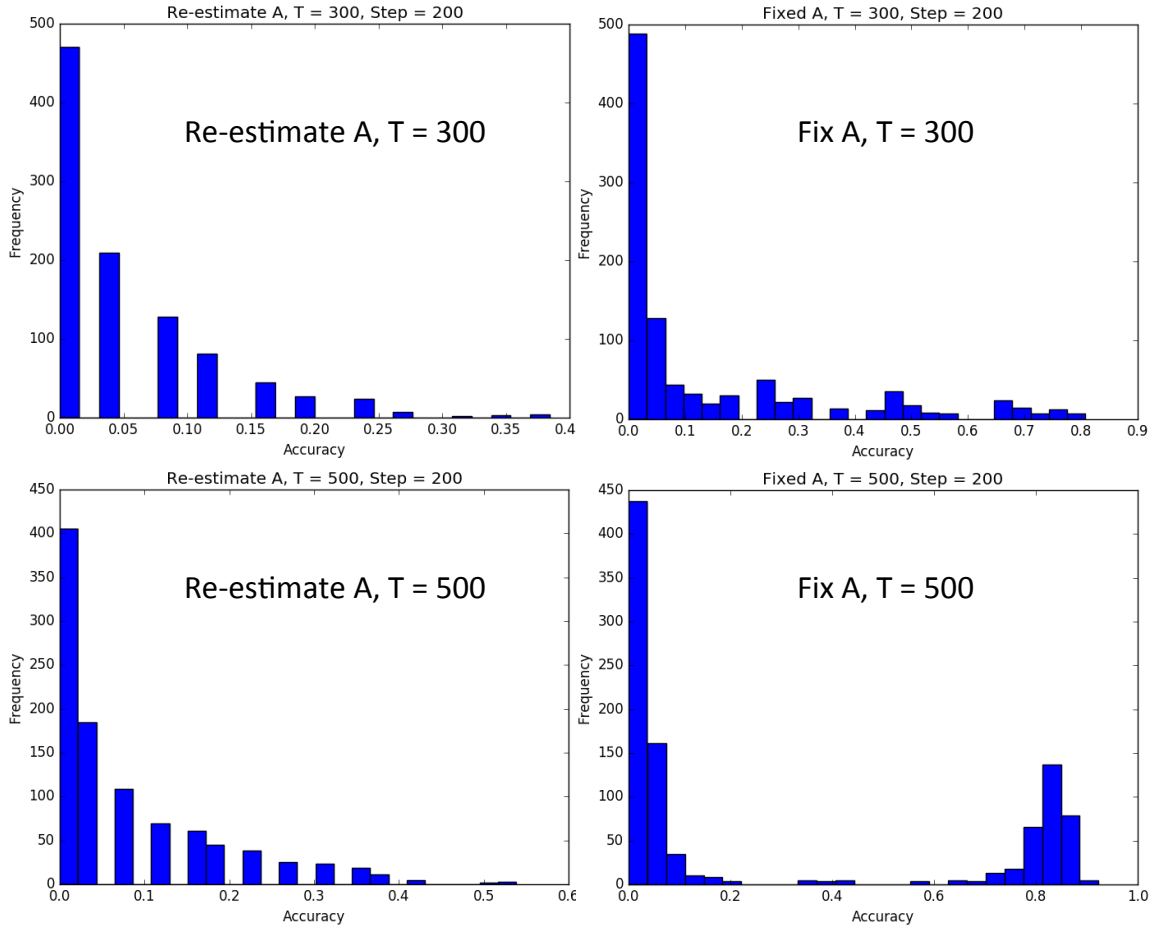 Re-estimate A, T = 300, Step = 200
500
400
300
200
100
0
Frequency
Re-estimate A, T = 300
0.00 0.05 0.10 0.15 0.20 0.25 0.30 0.35 0.4
Accuracy
Fixed A, T = 300, Step = 200
500
400
300
200
100
0
Frequency
Fix A, T = 300
0.0 0.1 0.2 0.3 0.4 0.5 0.6 0.7 0.8 0.9
Accuracy
Re-estimate A, T = 500, Step = 200
450
400
350
300
250
200
150
100
50
0
Frequency
Re-estimate A, T = 500
0.0 0.1 0.2 0.3 0.4 0.5 0.6
Accuracy
Fixed A, T = 500, Step = 200
450
400
350
300
250
200
150
100
50
0
Frequency
Fix A, T = 500
0.0 0.2 0.4 0.6 0.8 1.0
Accuracy